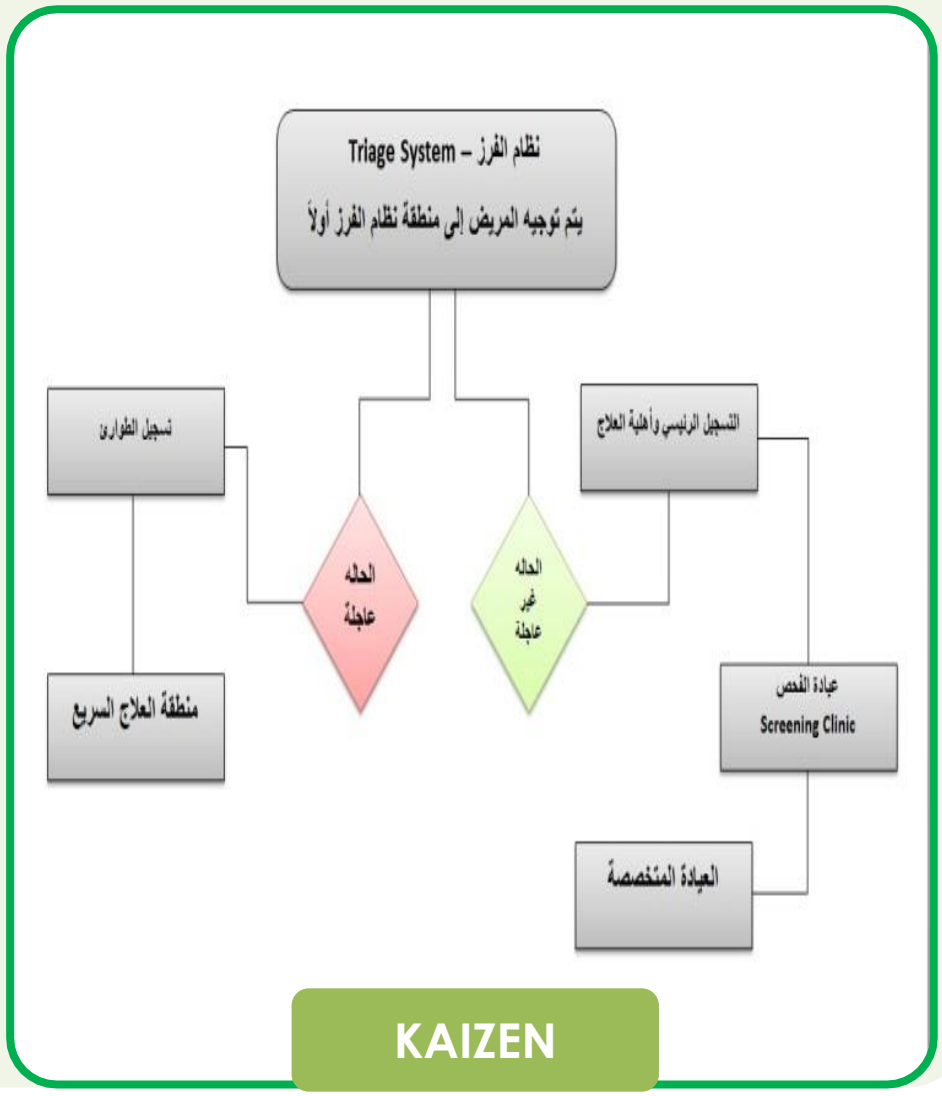 نظام الفرز – Triage System
يتم توجيه المريض إلى منطقة نظام الفرز أولاً
التسجيل الرئيسي وأهلية العلاج
تسجيل الطوارئ
الحاله
غير
عاجلة
الحاله
عاجلة
عيادة الفحص
Screening Clinic
منطقة العلاج السريع
العيادة المتخصصة
KAIZEN